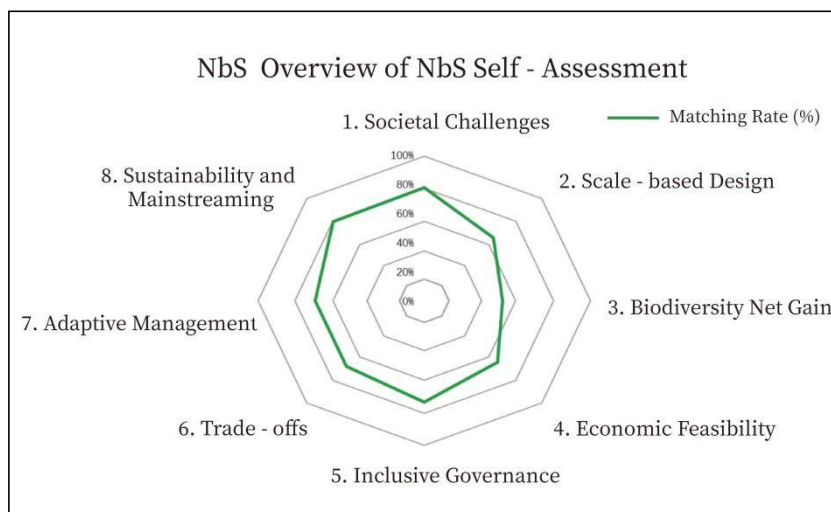 NbS Overview of NbS Self - Assessment
Matching Rate (%)
1. Societal Challenges
100%
80%
60%
40%
20%
0%
2. Scale - based Design
3. Biodiversity Net Gain
4. Economic Feasibility
5. Inclusive Governance
6. Trade - offs
7. Adaptive Management
8. Sustainability and
Mainstreaming